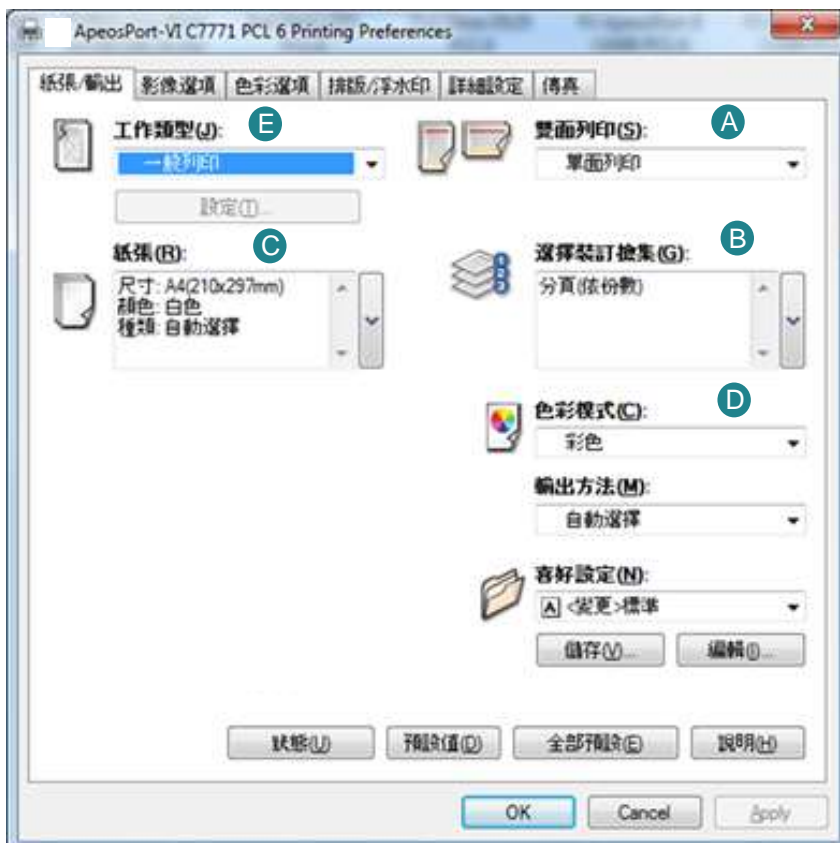 ApeosPort-VI C7771 PCL 6 Printing Preferences
紙張/輸出 影像選項 色彩選項 排版/浮水印 詳細設定 傳真
工作類型(J): E
一般列印
設定(T)...
雙面列印(S): A
單面列印
紙張(R): C
尺寸: A4(210x297mm)
顏色: 白色
種類: 自動選擇
選擇裝訂撿集(G): B
1
2
3
分頁(依份數)
色彩模式(C): D
彩色
輸出方法(M):
自動選擇
喜好設定(N):
A <變更>標準
儲存(V)... 編輯(I)...
狀態(U) 預設值(D) 全部預設(E) 說明(H)
OK Cancel Apply